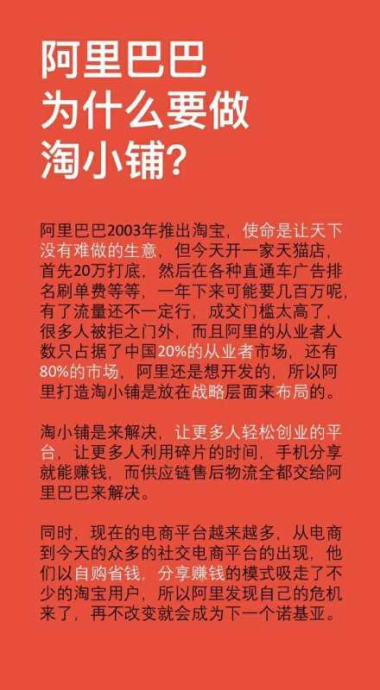 阿里巴巴
为什么要做
淘小铺？
阿里巴巴2003年推出淘宝，使命是让天下
没有难做的生意，但今天开一家天猫店，
首先20万打底，然后在各种直通车广告排
名刷单费等等，一年下来可能要几百万呢，
有了流量还不一定行，成交门槛太高了，
很多人被拒之门外，而且阿里的从业者人
数只占据了中国20%的从业者市场，还有
80%的市场，阿里还是想开发的，所以阿
里打造淘小铺是放在战略层面来布局的。
淘小铺是来解决，让更多人轻松创业的平
台，让更多人利用碎片的时间，手机分享
就能赚钱，而供应链售后物流全都交给阿
里巴巴来解决。
同时，现在的电商平台越来越多，从电商
到今天的众多的社交电商平台的出现，他
们以自购省钱，分享赚钱的模式吸走了不
少的淘宝用户，所以阿里发现自己的危机
来了，再不改变就会成为下一个诺基亚。